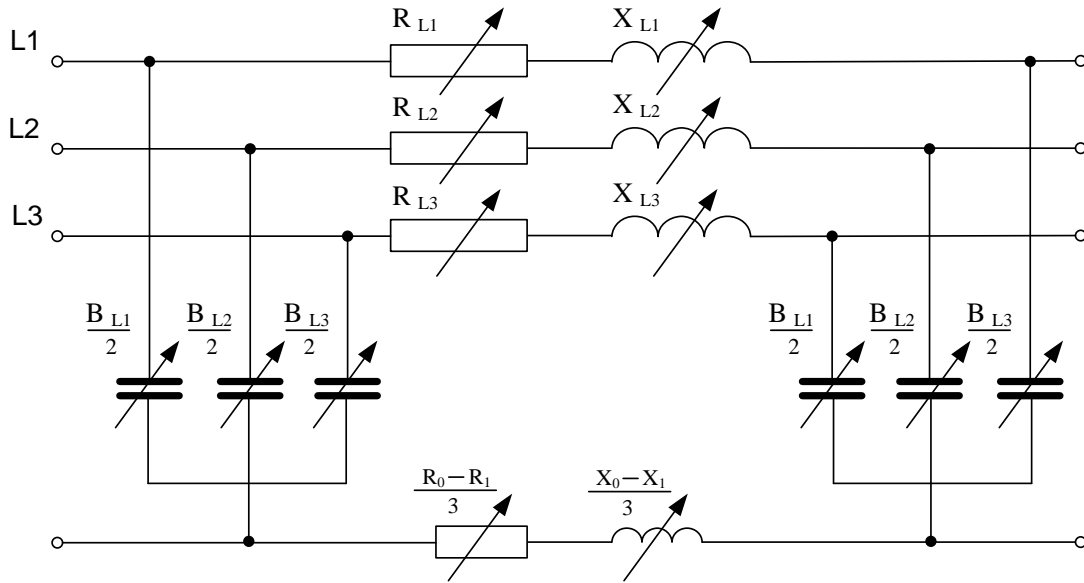 L1
R L1
X L1
L2
R L2
X L2
L3
R L3
X L3
B L1
2
B L2
2
B L3
2
B L1
2
B L2
2
B L3
2
R0 − R1
3
X0 − X1
3